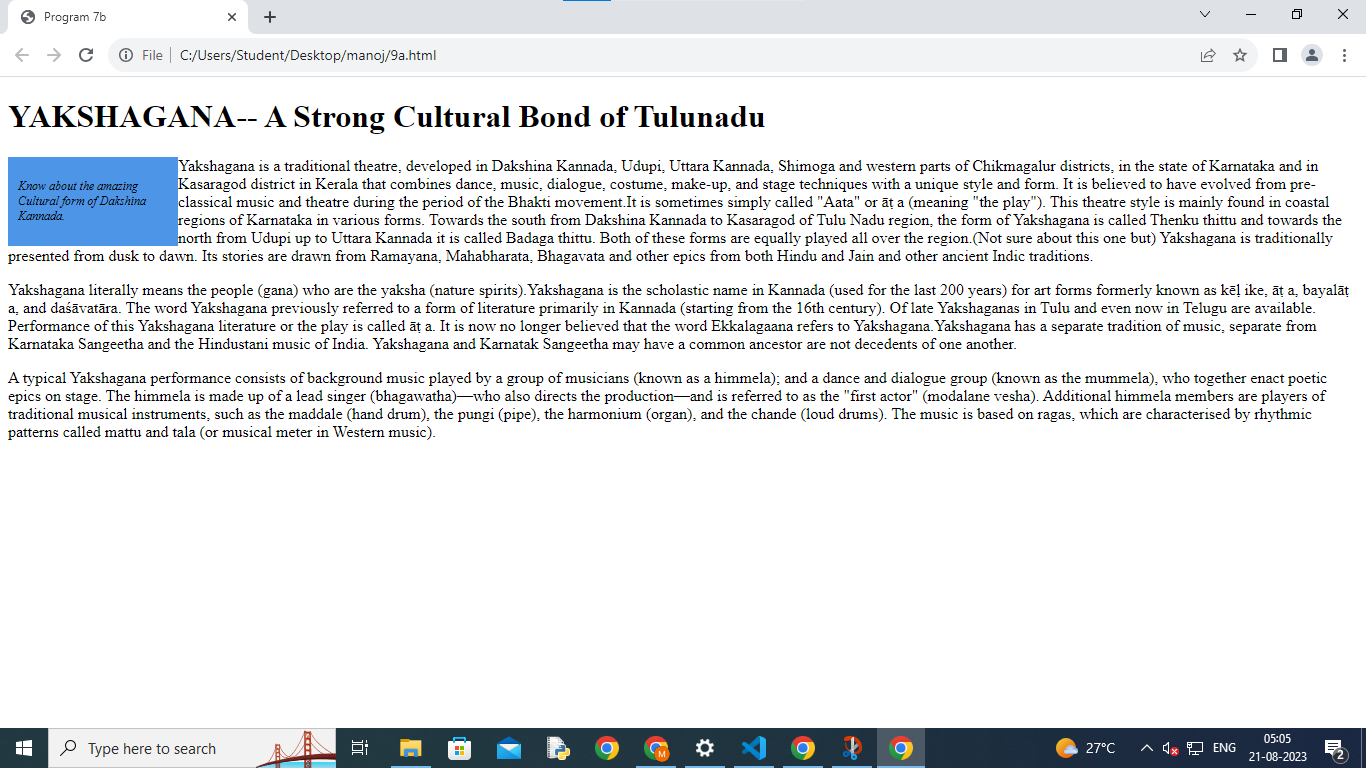 Program 7b
File
C:/Users/Student/Desktop/manoj/9a.html
YAKSHAGANA-- A Strong Cultural Bond of Tulunadu
Know about the amazing
Cultural form of Dakshina
Kannada.
Yakshagana is a traditional theatre, developed in Dakshina Kannada, Udupi, Uttara Kannada, Shimoga and western parts of Chikmagalur districts, in the state of Karnataka and in
Kasaragod district in Kerala that combines dance, music, dialogue, costume, make-up, and stage techniques with a unique style and form. It is believed to have evolved from pre-
classical music and theatre during the period of the Bhakti movement.It is sometimes simply called "Aata" or āṭ a (meaning "the play"). This theatre style is mainly found in coastal
regions of Karnataka in various forms. Towards the south from Dakshina Kannada to Kasaragod of Tulu Nadu region, the form of Yakshagana is called Thenku thittu and towards the
north from Udupi up to Uttara Kannada it is called Badaga thittu. Both of these forms are equally played all over the region.(Not sure about this one but) Yakshagana is traditionally
presented from dusk to dawn. Its stories are drawn from Ramayana, Mahabharata, Bhagavata and other epics from both Hindu and Jain and other ancient Indic traditions.
Yakshagana literally means the people (gana) who are the yaksha (nature spirits).Yakshagana is the scholastic name in Kannada (used for the last 200 years) for art forms formerly known as kēḷ ike, āṭ a, bayalāṭ
a, and daśāvatāra. The word Yakshagana previously referred to a form of literature primarily in Kannada (starting from the 16th century). Of late Yakshaganas in Tulu and even now in Telugu are available.
Performance of this Yakshagana literature or the play is called āṭ a. It is now no longer believed that the word Ekkalagaana refers to Yakshagana.Yakshagana has a separate tradition of music, separate from
Karnataka Sangeetha and the Hindustani music of India. Yakshagana and Karnatak Sangeetha may have a common ancestor are not decedents of one another.
A typical Yakshagana performance consists of background music played by a group of musicians (known as a himmela); and a dance and dialogue group (known as the mummela), who together enact poetic
epics on stage. The himmela is made up of a lead singer (bhagawatha)—who also directs the production—and is referred to as the "first actor" (modalane vesha). Additional himmela members are players of
traditional musical instruments, such as the maddale (hand drum), the pungi (pipe), the harmonium (organ), and the chande (loud drums). The music is based on ragas, which are characterised by rhythmic
patterns called mattu and tala (or musical meter in Western music).
Type here to search
M
27°C
ENG
05:05
21-08-2023
2